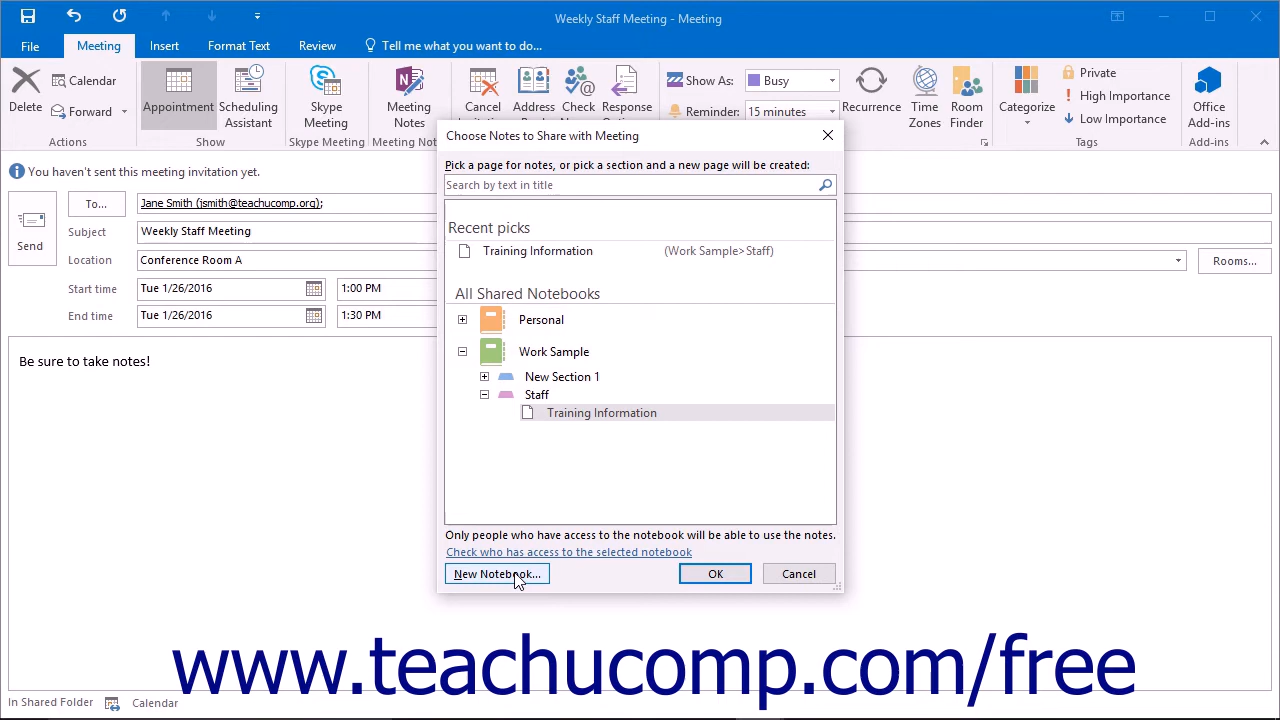 Weekly Staff Meeting - Meeting
File Meeting Insert Format Text Review Tell me what you want to do...
Delete
Calendar
Forward
Actions
Appointment
Scheduling
Assistant
Show
Skype
Meeting
Skype Meeting
Meeting
Notes
Meeting No
Cancel
Address
Check
Response
Show As: Busy
Reminder: 15 minutes
Recurrence
Time
Zones
Room
Finder
Categorize
Private
High Importance
Low Importance
Tags
Office
Add-ins
Add-ins
You haven't sent this meeting invitation yet.
Send
To... Jane Smith (jsmith@teachucomp.org);
Subject Weekly Staff Meeting
Location Conference Room A Rooms...
Start time Tue 1/26/2016 1:00 PM
End time Tue 1/26/2016 1:30 PM
Be sure to take notes!
Choose Notes to Share with Meeting
Pick a page for notes, or pick a section and a new page will be created:
Search by text in title
Recent picks
Training Information (Work Sample>Staff)
All Shared Notebooks
Personal
Work Sample
New Section 1
Staff
Training Information
Only people who have access to the notebook will be able to use the notes.
Check who has access to the selected notebook
New Notebook... OK Cancel
www.teachucomp.com/free
In Shared Folder Calendar